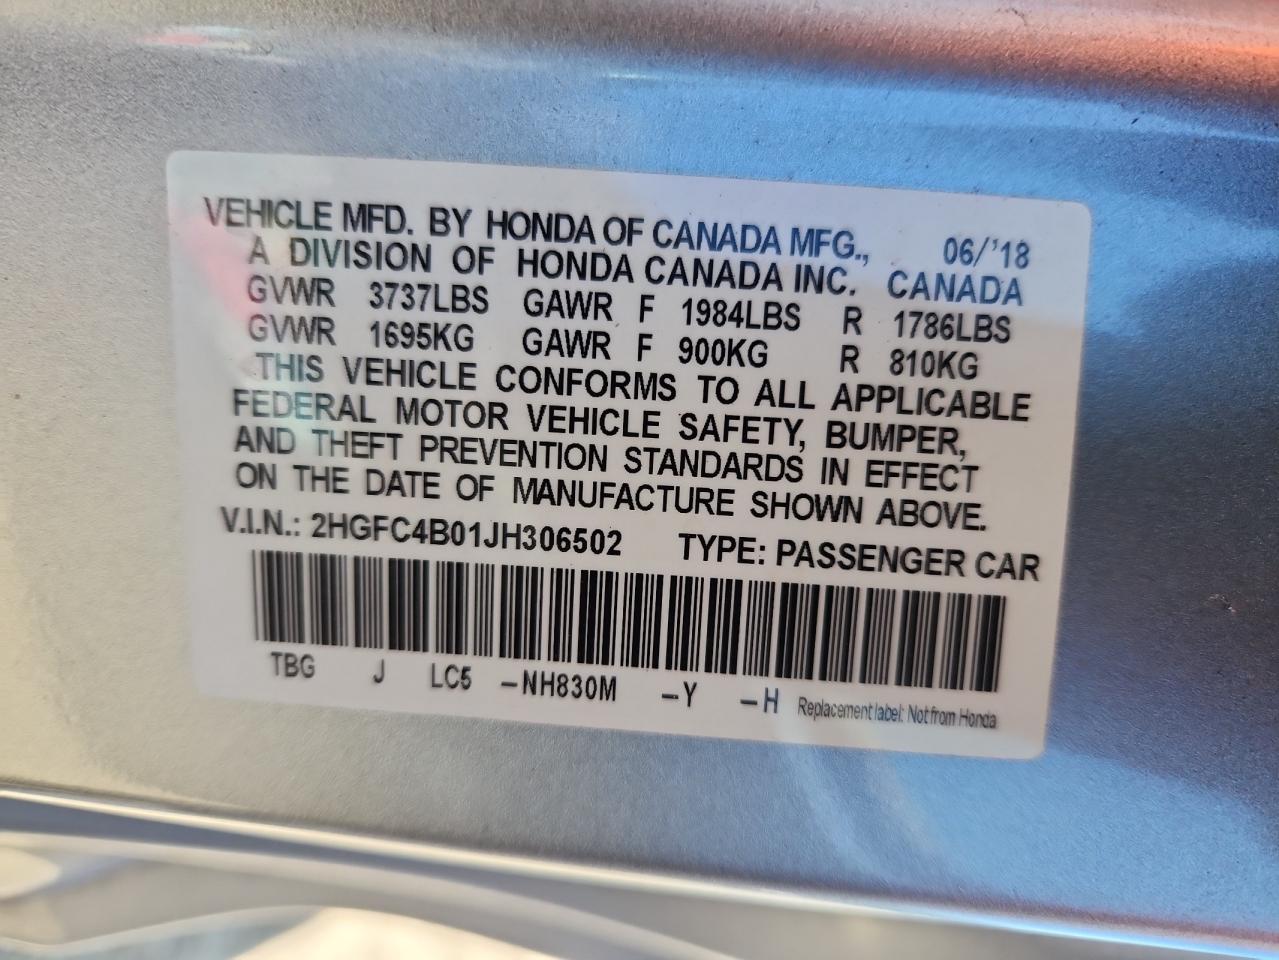 VEHICLE MFD. BY HONDA OF CANADA MFG., 06/'18
A DIVISION OF HONDA CANADA INC. CANADA
GVWR 3737LBS GAWR F 1984LBS R 1786LBS
GVWR 1695KG GAWR F 900KG R 810KG
THIS VEHICLE CONFORMS TO ALL APPLICABLE
FEDERAL MOTOR VEHICLE SAFETY, BUMPER,
AND THEFT PREVENTION STANDARDS IN EFFECT
ON THE DATE OF MANUFACTURE SHOWN ABOVE.
V.I.N.: 2HGFC4B01JH306502 TYPE: PASSENGER CAR
TBG J LC5 -NH830M -Y -H Replacement label: Not from Honda